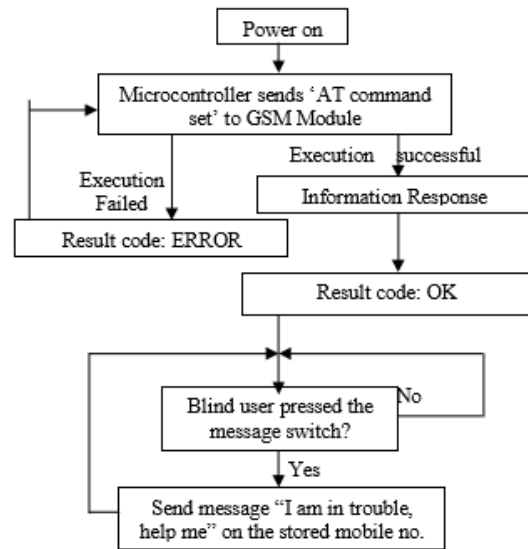 Power on
Microcontroller sends ‘AT command
set’ to GSM Module
Execution successful
Execution
Failed
Information Response
Result code: ERROR
Result code: OK
No
Blind user pressed the
message switch?
Yes
Send message “I am in trouble,
help me” on the stored mobile no.